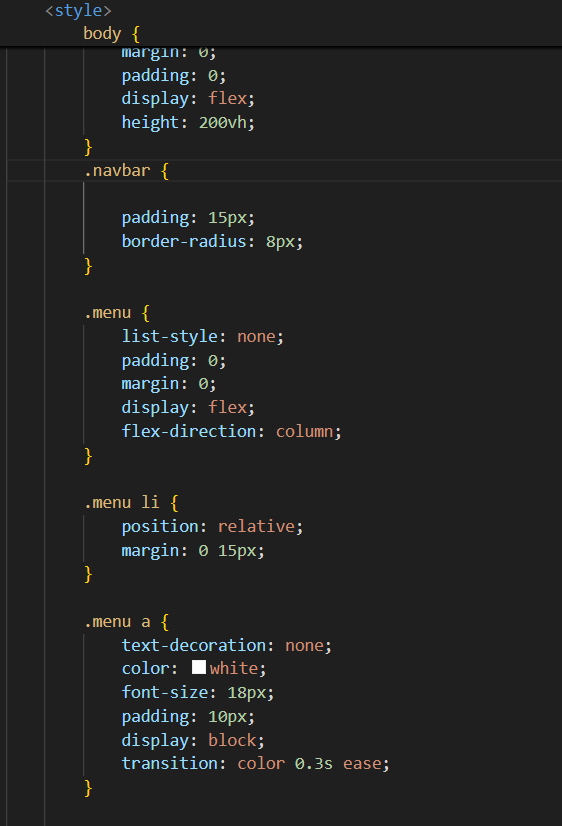 <style>
body {
margin: 0;
padding: 0;
display: flex;
height: 200vh;
}
.navbar {
padding: 15px;
border-radius: 8px;
}
.menu {
list-style: none;
padding: 0;
margin: 0;
display: flex;
flex-direction: column;
}
.menu li {
position: relative;
margin: 0 15px;
}
.menu a {
text-decoration: none;
color: white;
font-size: 18px;
padding: 10px;
display: block;
transition: color 0.3s ease;
}